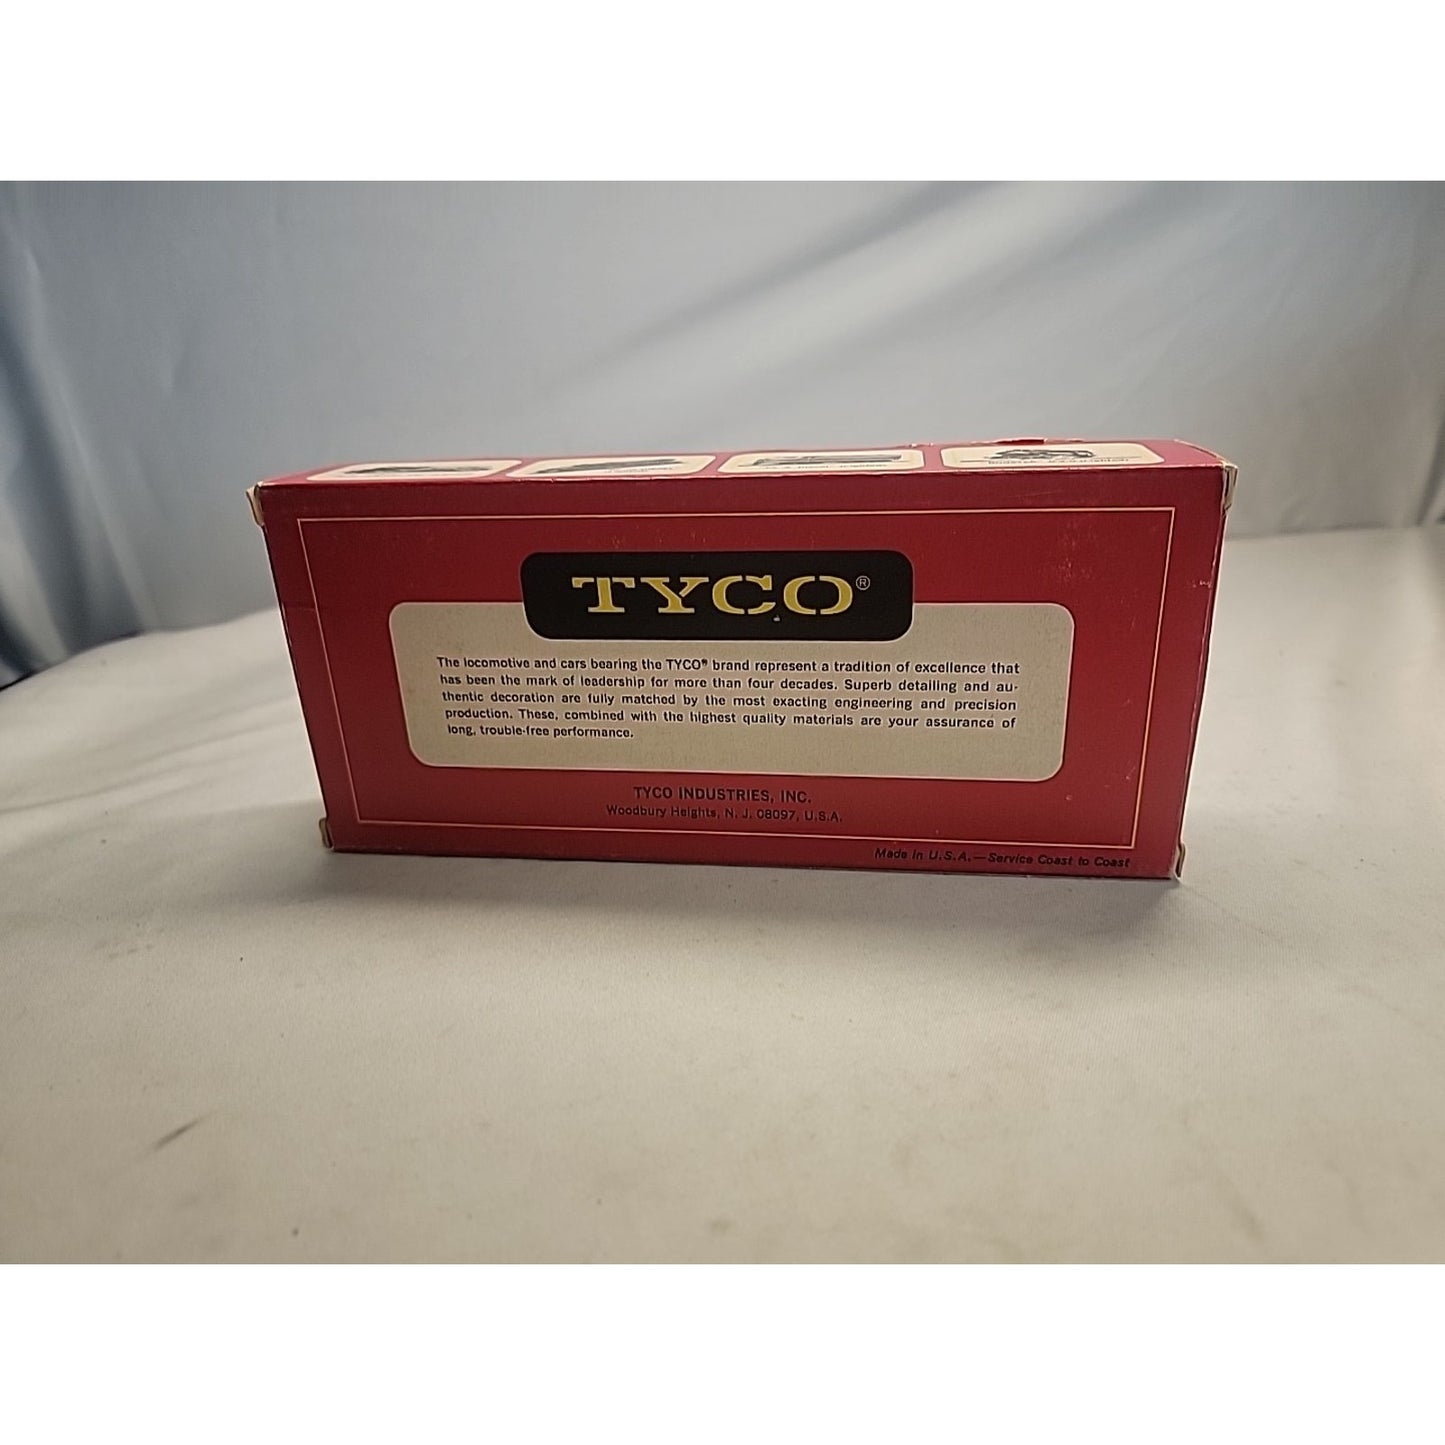 TYCO®
The locomotive and cars bearing the TYCO® brand represent a tradition of excellence that
has been the mark of leadership for more than four decades. Superb detailing and au-
thentic decoration are fully matched by the most exacting engineering and precision
production. These, combined with the highest quality materials are your assurance of
long, trouble-free performance.
TYCO INDUSTRIES, INC.
Woodbury Heights, N. J. 08097, U.S.A.
Made in U.S.A.—Service Coast to Coast